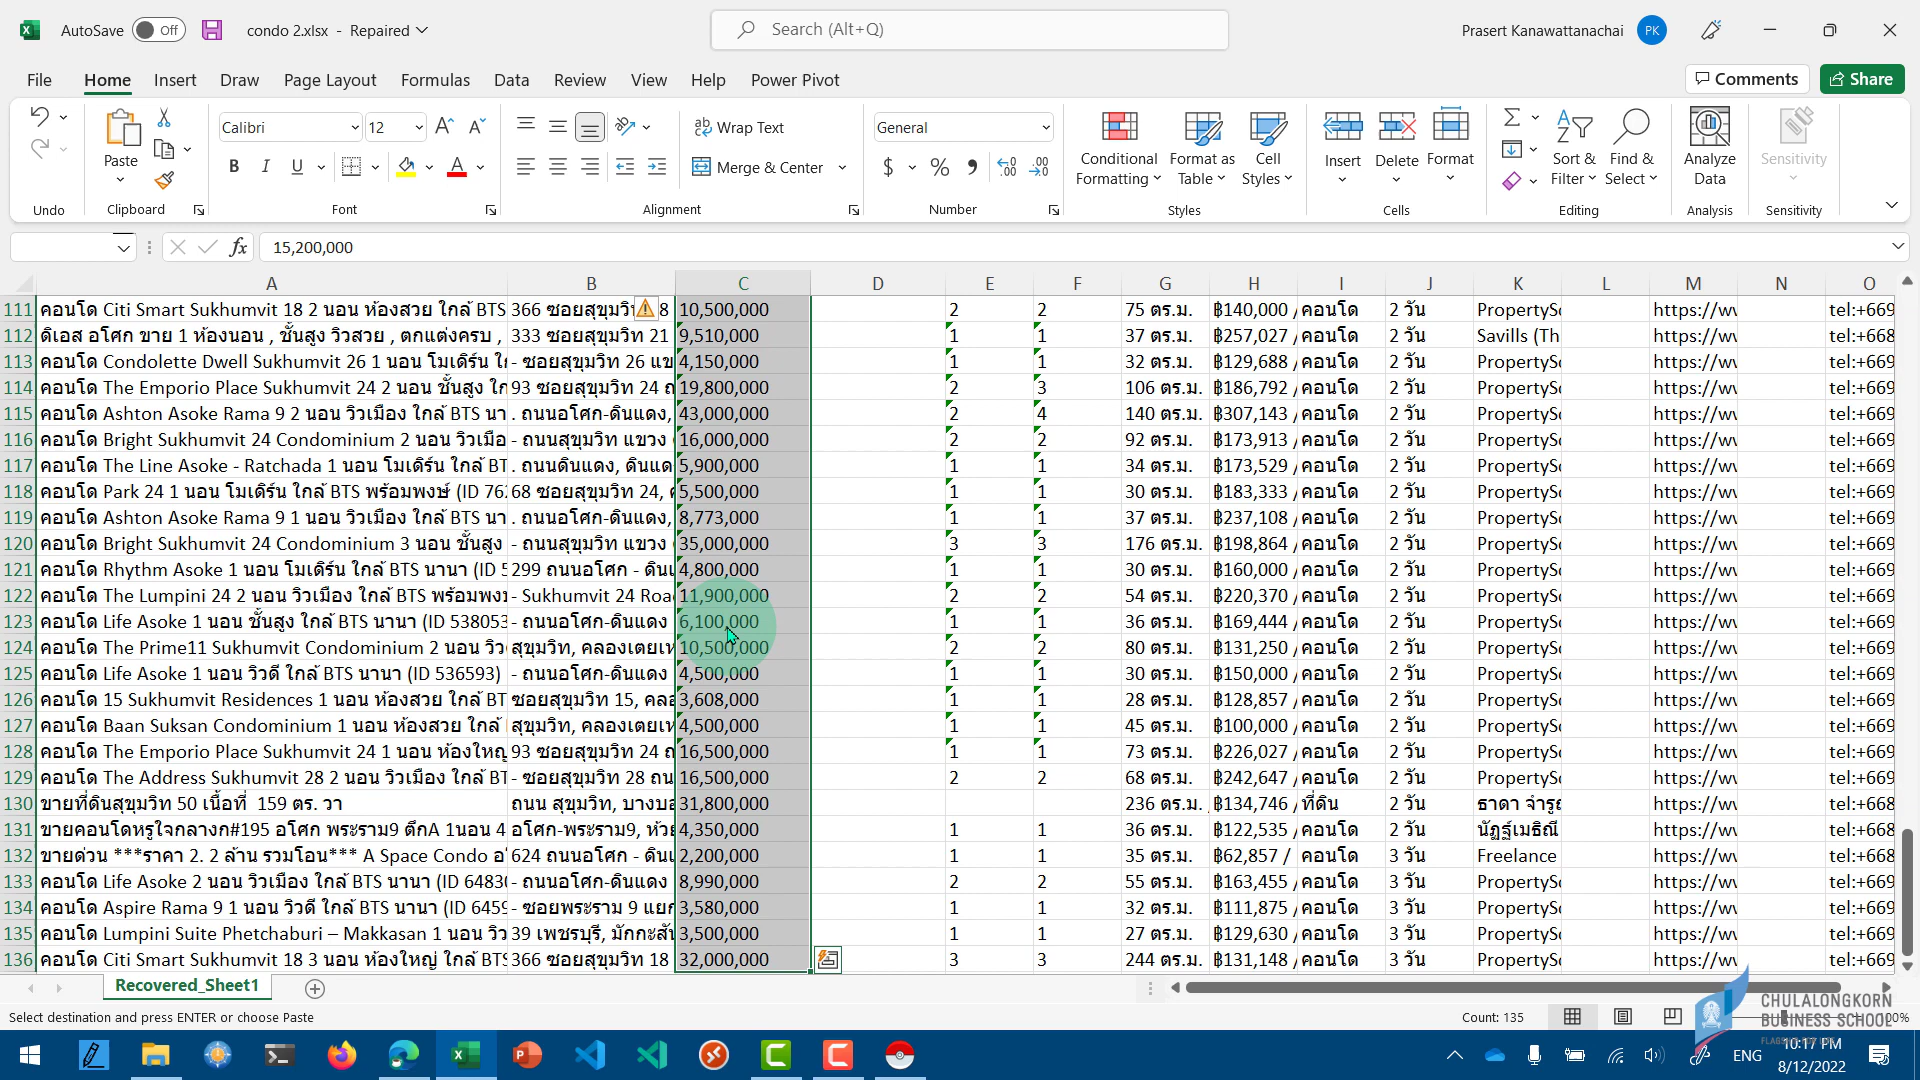 AutoSave Off condo 2.xlsx - Repaired Search (Alt+Q) Prasert Kanawattanachai PK
File Home Insert Draw Page Layout Formulas Data Review View Help Power Pivot Comments Share
Calibri 12 Wrap Text General
Paste B I U Merge & Center $ % Conditional Formatting Format as Table Cell Styles Insert Delete Format Sort & Filter Find & Select Analyze Data Sensitivity
Undo Clipboard Font Alignment Number Styles Cells Editing Analysis Sensitivity
fx 15,200,000
A B C D E F G H I J K L M N O
111 คอนโด Citi Smart Sukhumvit 18 2 นอน ห้องสวย ใกล้ BTS 366 ซอยสุขุมวิท 8 10,500,000 2 2 75 ตร.ม. ฿140,000 / คอนโด 2 วัน PropertySc https://ww tel:+669
112 ดิเอส อโศก ขาย 1 ห้องนอน , ชั้นสูง วิวสวย , ตกแต่งครบ , 333 ซอยสุขุมวิท 21 9,510,000 1 1 37 ตร.ม. ฿257,027 / คอนโด 2 วัน Savills (Th https://ww tel:+668
113 คอนโด Condolette Dwell Sukhumvit 26 1 นอน โมเดิร์น ใก - ซอยสุขุมวิท 26 แข 4,150,000 1 1 32 ตร.ม. ฿129,688 / คอนโด 2 วัน PropertySc https://ww tel:+669
114 คอนโด The Emporio Place Sukhumvit 24 2 นอน ชั้นสูง ใก 93 ซอยสุขุมวิท 24 ถ 19,800,000 2 3 106 ตร.ม. ฿186,792 / คอนโด 2 วัน PropertySc https://ww tel:+669
115 คอนโด Ashton Asoke Rama 9 2 นอน วิวเมือง ใกล้ BTS นา . ถนนอโศก-ดินแดง, 43,000,000 2 4 140 ตร.ม. ฿307,143 / คอนโด 2 วัน PropertySc https://ww tel:+669
116 คอนโด Bright Sukhumvit 24 Condominium 2 นอน วิวเมือ - ถนนสุขุมวิท แขวง 16,000,000 2 2 92 ตร.ม. ฿173,913 / คอนโด 2 วัน PropertySc https://ww tel:+669
117 คอนโด The Line Asoke - Ratchada 1 นอน โมเดิร์น ใกล้ BT . ถนนดินแดง, ดินแด 5,900,000 1 1 34 ตร.ม. ฿173,529 / คอนโด 2 วัน PropertySc https://ww tel:+669
118 คอนโด Park 24 1 นอน โมเดิร์น ใกล้ BTS พร้อมพงษ์ (ID 762 68 ซอยสุขุมวิท 24, 5,500,000 1 1 30 ตร.ม. ฿183,333 / คอนโด 2 วัน PropertySc https://ww tel:+669
119 คอนโด Ashton Asoke Rama 9 1 นอน วิวเมือง ใกล้ BTS นา . ถนนอโศก-ดินแดง, 8,773,000 1 1 37 ตร.ม. ฿237,108 / คอนโด 2 วัน PropertySc https://ww tel:+669
120 คอนโด Bright Sukhumvit 24 Condominium 3 นอน ชั้นสูง - ถนนสุขุมวิท แขวง 35,000,000 3 3 176 ตร.ม. ฿198,864 / คอนโด 2 วัน PropertySc https://ww tel:+669
121 คอนโด Rhythm Asoke 1 นอน โมเดิร์น ใกล้ BTS นานา (ID 5 299 ถนนอโศก - ดินแ 4,800,000 1 1 30 ตร.ม. ฿160,000 / คอนโด 2 วัน PropertySc https://ww tel:+669
122 คอนโด The Lumpini 24 2 นอน วิวเมือง ใกล้ BTS พร้อมพง - Sukhumvit 24 Roa 11,900,000 2 2 54 ตร.ม. ฿220,370 / คอนโด 2 วัน PropertySc https://ww tel:+669
123 คอนโด Life Asoke 1 นอน ชั้นสูง ใกล้ BTS นานา (ID 538053 - ถนนอโศก-ดินแดง 6,100,000 1 1 36 ตร.ม. ฿169,444 / คอนโด 2 วัน PropertySc https://ww tel:+669
124 คอนโด The Prime11 Sukhumvit Condominium 2 นอน วิว สุขุมวิท, คลองเตยเห 10,500,000 2 2 80 ตร.ม. ฿131,250 / คอนโด 2 วัน PropertySc https://ww tel:+669
125 คอนโด Life Asoke 1 นอน วิวดี ใกล้ BTS นานา (ID 536593) - ถนนอโศก-ดินแดง 4,500,000 1 1 30 ตร.ม. ฿150,000 / คอนโด 2 วัน PropertySc https://ww tel:+669
126 คอนโด 15 Sukhumvit Residences 1 นอน ห้องสวย ใกล้ BT ซอยสุขุมวิท 15, คลอ 3,608,000 1 1 28 ตร.ม. ฿128,857 / คอนโด 2 วัน PropertySc https://ww tel:+669
127 คอนโด Baan Suksan Condominium 1 นอน ห้องสวย ใกล้ สุขุมวิท, คลองเตยเห 4,500,000 1 1 45 ตร.ม. ฿100,000 / คอนโด 2 วัน PropertySc https://ww tel:+669
128 คอนโด The Emporio Place Sukhumvit 24 1 นอน ห้องใหญ่ 93 ซอยสุขุมวิท 24 ถ 16,500,000 1 1 73 ตร.ม. ฿226,027 / คอนโด 2 วัน PropertySc https://ww tel:+669
129 คอนโด The Address Sukhumvit 28 2 นอน วิวเมือง ใกล้ BT - ซอยสุขุมวิท 28 ถน 16,500,000 2 2 68 ตร.ม. ฿242,647 / คอนโด 2 วัน PropertySc https://ww tel:+669
130 ขายที่ดินสุขุมวิท 50 เนื้อที่ 159 ตร. วา ถนน สุขุมวิท, บางบอ 31,800,000 236 ตร.ม. ฿134,746 / ที่ดิน 2 วัน ธาดา จำรูญ https://ww tel:+668
131 ขายคอนโดหรูใจกลางก#195 อโศก พระราม9 ตึกA 1นอน 4 อโศก-พระราม9, ห้วย 4,350,000 1 1 36 ตร.ม. ฿122,535 / คอนโด 2 วัน นัฏฐ์เมธิณี https://ww tel:+668
132 ขายด่วน ***ราคา 2. 2 ล้าน รวมโอน*** A Space Condo อ 624 ถนนอโศก - ดินแ 2,200,000 1 1 35 ตร.ม. ฿62,857 / คอนโด 3 วัน Freelance https://ww tel:+668
133 คอนโด Life Asoke 2 นอน วิวเมือง ใกล้ BTS นานา (ID 6483 - ถนนอโศก-ดินแดง 8,990,000 2 2 55 ตร.ม. ฿163,455 / คอนโด 3 วัน PropertySc https://ww tel:+669
134 คอนโด Aspire Rama 9 1 นอน วิวดี ใกล้ BTS นานา (ID 6459 - ซอยพระราม 9 แยก 3,580,000 1 1 32 ตร.ม. ฿111,875 / คอนโด 3 วัน PropertySc https://ww tel:+669
135 คอนโด Lumpini Suite Phetchaburi – Makkasan 1 นอน วิว 39 เพชรบุรี, มักกะสัน 3,500,000 1 1 27 ตร.ม. ฿129,630 / คอนโด 3 วัน PropertySc https://ww tel:+669
136 คอนโด Citi Smart Sukhumvit 18 3 นอน ห้องใหญ่ ใกล้ BTS 366 ซอยสุขุมวิท 18 32,000,000 3 3 244 ตร.ม. ฿131,148 / คอนโด 3 วัน PropertySc https://ww tel:+669
Recovered_Sheet1
Select destination and press ENTER or choose Paste Count: 135 100%
CHULALONGKORN
BUSINESS SCHOOL
ENG 10:17 PM
8/12/2022